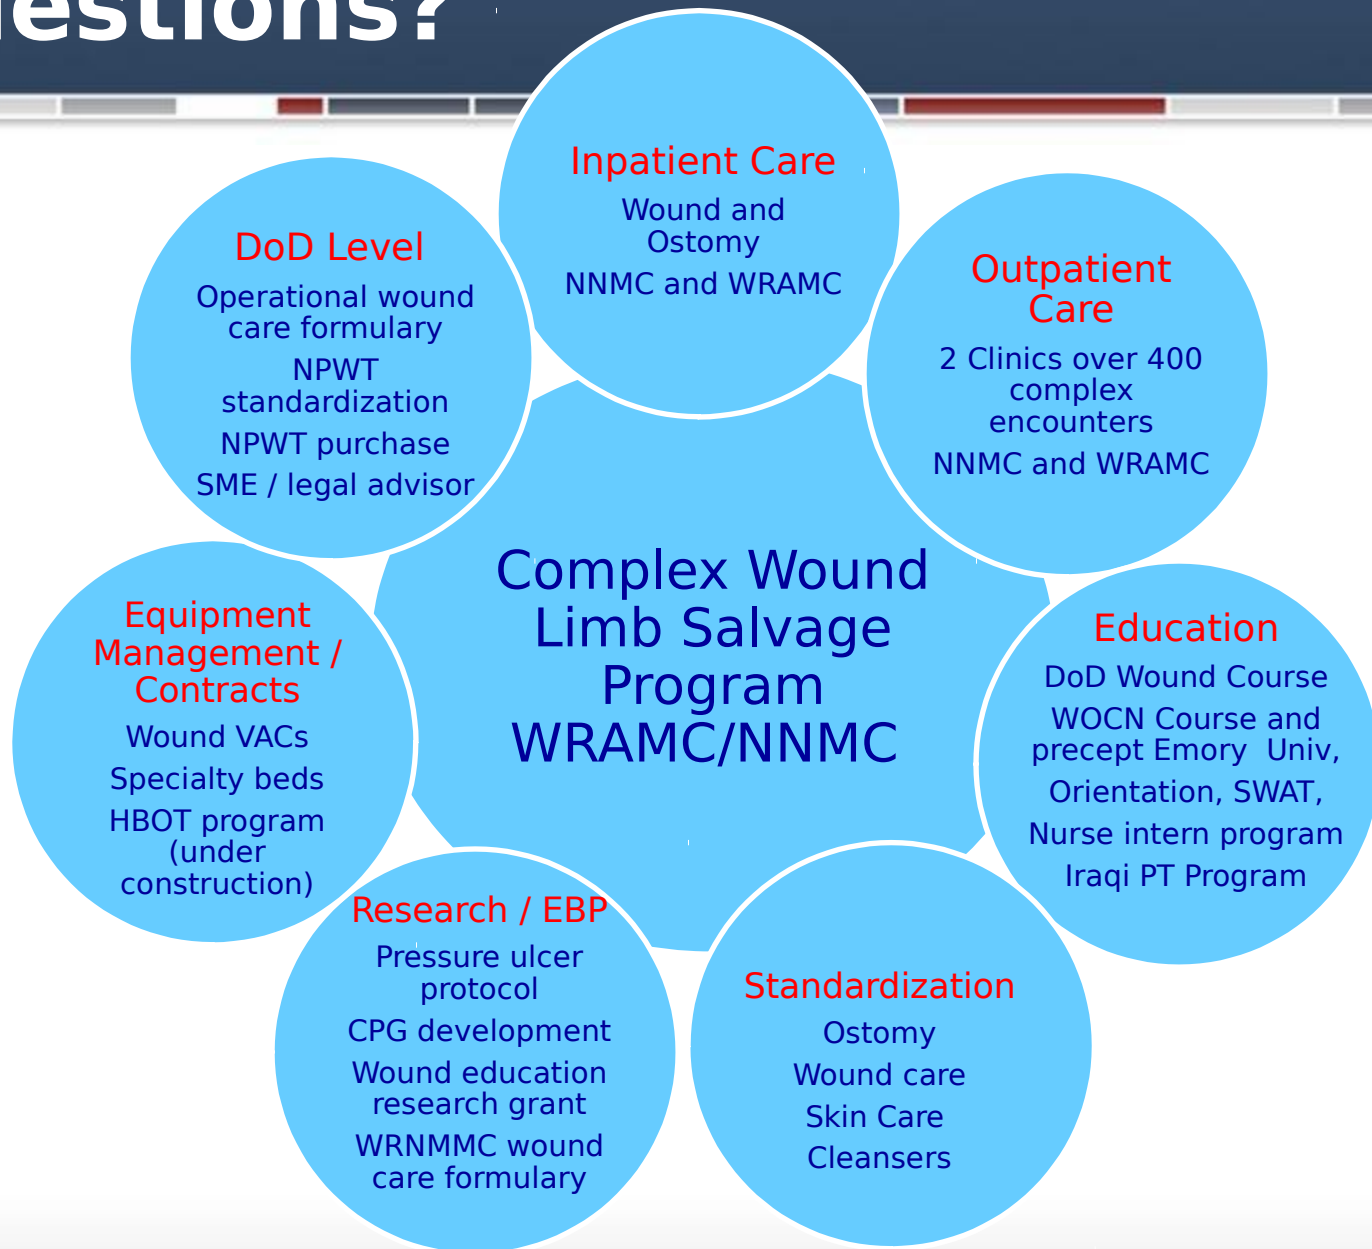 estions?
Inpatient Care
Wound and
Ostomy
NNMC and WRAMC
DoD Level
Operational wound
care formulary
NPWT
standardization
NPWT purchase
SME / legal advisor
Outpatient
Care
2 Clinics over 400
complex
encounters
NNMC and WRAMC
Complex Wound
Limb Salvage
Program
WRAMC/NNMC
Equipment
Management /
Contracts
Wound VACs
Specialty beds
HBOT program
(under
construction)
Education
DoD Wound Course
WOCN Course and
precept Emory  Univ,
Orientation, SWAT,
Nurse intern program
Iraqi PT Program
Research / EBP
Pressure ulcer
protocol
CPG development
Wound education
research grant
WRNMMC wound
care formulary
Standardization
Ostomy
Wound care
Skin Care
Cleansers